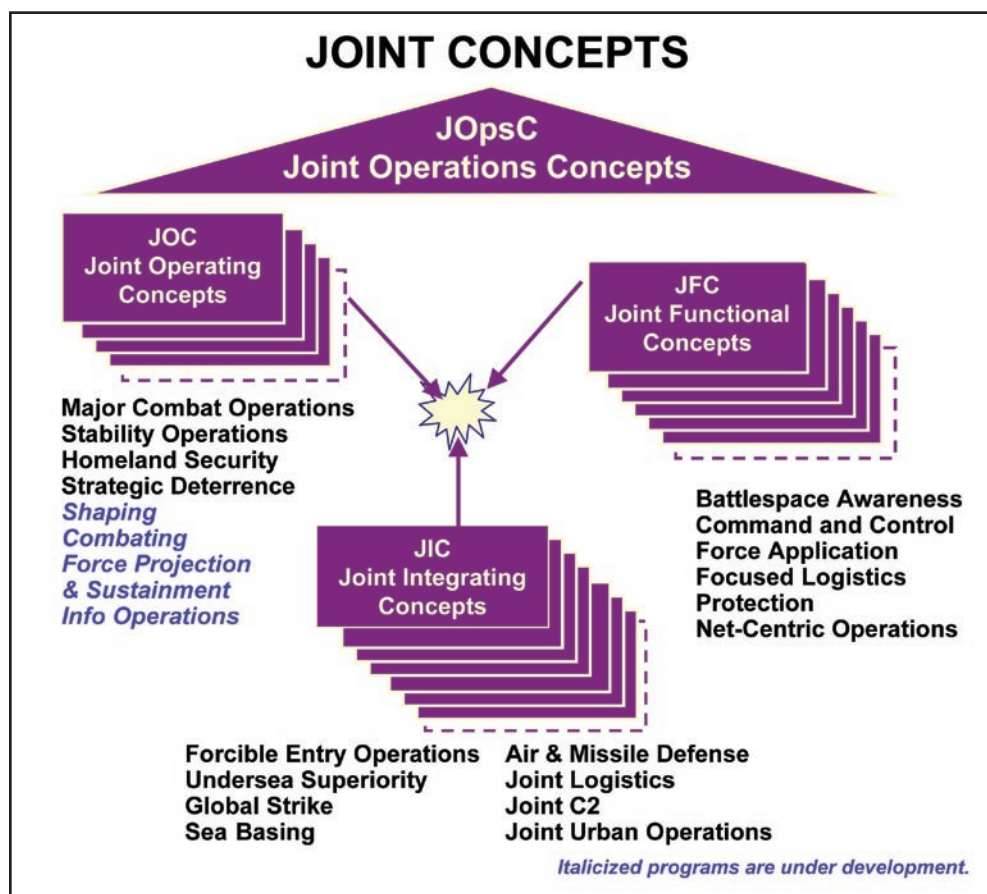 JOINT CONCEPTS
JOpsC
Joint Operations Concepts
JOC
Joint Operating
Concepts
JFC
Joint Functional
Concepts
Major Combat Operations
Stability Operations
Homeland Security
Strategic Deterrence
Shaping
Combating
Force Projection
& Sustainment
Info Operations
Battlespace Awareness
Command and Control
Force Application
Focused Logistics
Protection
Net-Centric Operations
JIC
Joint Integrating
Concepts
Forcible Entry Operations
Undersea Superiority
Global Strike
Sea Basing
Air & Missile Defense
Joint Logistics
Joint C2
Joint Urban Operations
Italicized programs are under development.